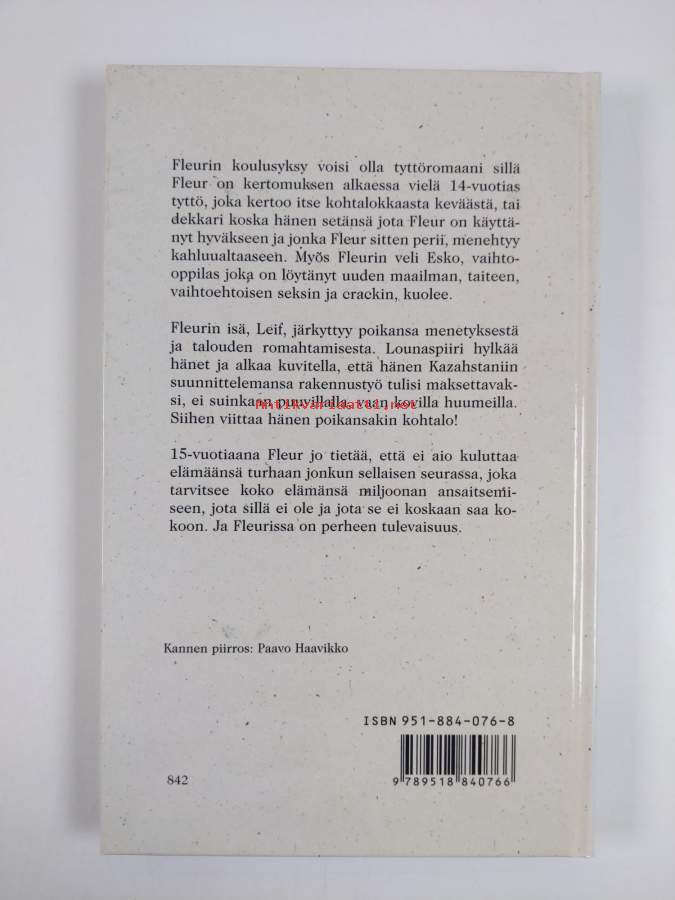 Fleurin koulusyksy voisi olla tyttöromaani sillä
Fleur on kertomuksen alkaessa vielä 14-vuotias
tyttö, joka kertoo itse kohtalokkaasta keväästä, tai
dekkari koska hänen setänsä jota Fleur on käyttä-
nyt hyväkseen ja jonka Fleur sitten perii, menehtyy
kahluualtaaseen. Myös Fleurin veli Esko, vaihto-
oppilas joka on löytänyt uuden maailman, taiteen,
vaihtoehtoisen seksin ja crackin, kuolee.
Fleurin isä, Leif, järkyttyy poikansa menetyksestä
ja talouden romahtamisesta. Lounaspiiri hylkää
hänet ja alkaa kuvitella, että hänen Kazahstaniin
suunnittelemansa rakennustyö tulisi maksettavak-
si, ei suinkaan puuvillalla, vaan kovilla huumeilla.
Antikvariaatti.net
Siihen viittaa hänen poikansakin kohtalo!
15-vuotiaana Fleur jo tietää, että ei aio kuluttaa
elämäänsä turhaan jonkun sellaisen seurassa, joka
tarvitsee koko elämänsä miljoonan ansaitsemi-
seen, jota sillä ei ole ja jota se ei koskaan saa ko-
koon. Ja Fleurissa on perheen tulevaisuus.
Kannen piirros: Paavo Haavikko
ISBN 951-884-076-8
9 789518 840766
842